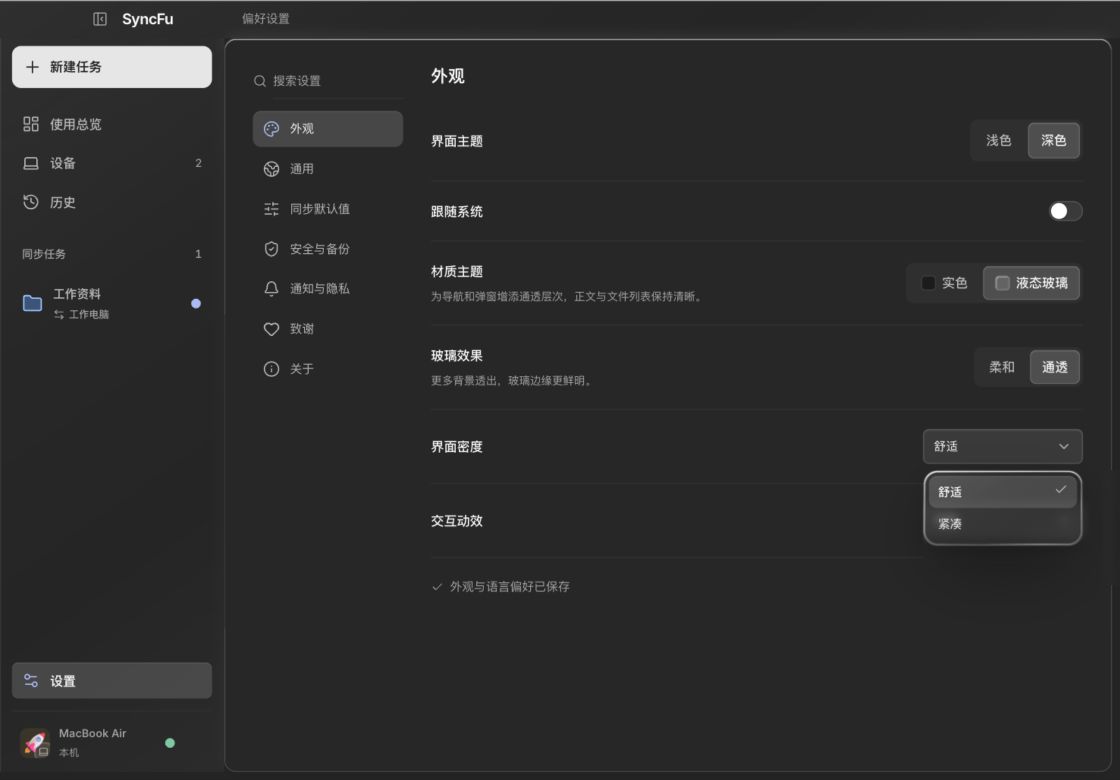 SyncFu
偏好设置
新建任务
使用总览
设备 2
历史
同步任务 1
工作资料
工作电脑
设置
MacBook Air
本机
搜索设置
外观
通用
同步默认值
安全与备份
通知与隐私
致谢
关于
外观
界面主题
浅色 深色
跟随系统
材质主题
为导航和弹窗增添通透层次，正文与文件列表保持清晰。
实色 液态玻璃
玻璃效果
更多背景透出，玻璃边缘更鲜明。
柔和 通透
界面密度
舒适
舒适
紧凑
交互动效
外观与语言偏好已保存